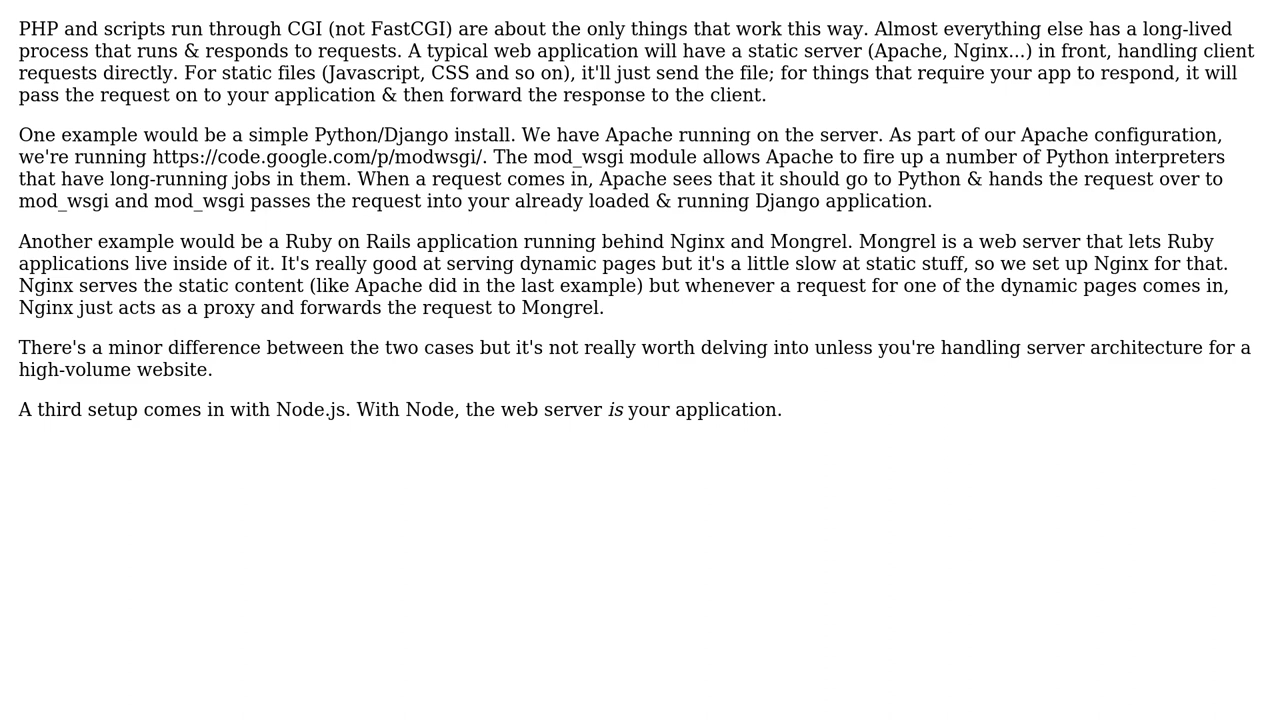 PHP and scripts run through CGI (not FastCGI) are about the only things that work this way. Almost everything else has a long-lived
process that runs & responds to requests. A typical web application will have a static server (Apache, Nginx...) in front, handling client
requests directly. For static files (Javascript, CSS and so on), it'll just send the file; for things that require your app to respond, it will
pass the request on to your application & then forward the response to the client.
One example would be a simple Python/Django install. We have Apache running on the server. As part of our Apache configuration,
we're running https://code.google.com/p/modwsgi/. The mod_wsgi module allows Apache to fire up a number of Python interpreters
that have long-running jobs in them. When a request comes in, Apache sees that it should go to Python & hands the request over to
mod_wsgi and mod_wsgi passes the request into your already loaded & running Django application.
Another example would be a Ruby on Rails application running behind Nginx and Mongrel. Mongrel is a web server that lets Ruby
applications live inside of it. It's really good at serving dynamic pages but it's a little slow at static stuff, so we set up Nginx for that.
Nginx serves the static content (like Apache did in the last example) but whenever a request for one of the dynamic pages comes in,
Nginx just acts as a proxy and forwards the request to Mongrel.
There's a minor difference between the two cases but it's not really worth delving into unless you're handling server architecture for a
high-volume website.
A third setup comes in with Node.js. With Node, the web server is your application.